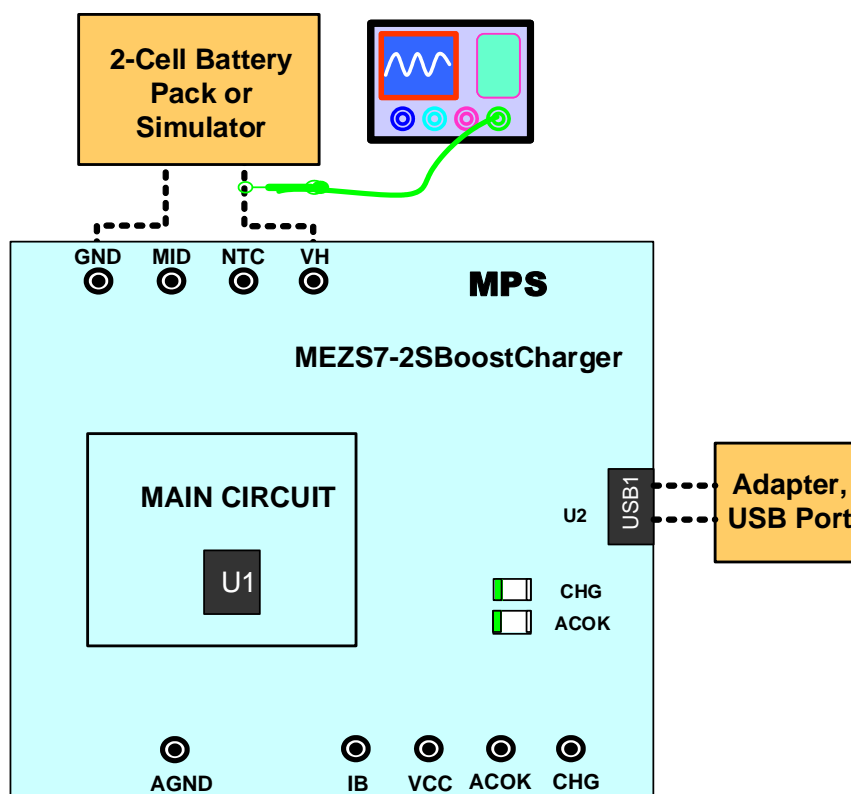 2-Cell Battery
Pack or
Simulator
GND MID NTC VH
MPS
MEZS7-2SBoostCharger
MAIN CIRCUIT
U1
U2
USB1
Adapter,
USB Port
CHG
ACOK
AGND IB VCC ACOK CHG